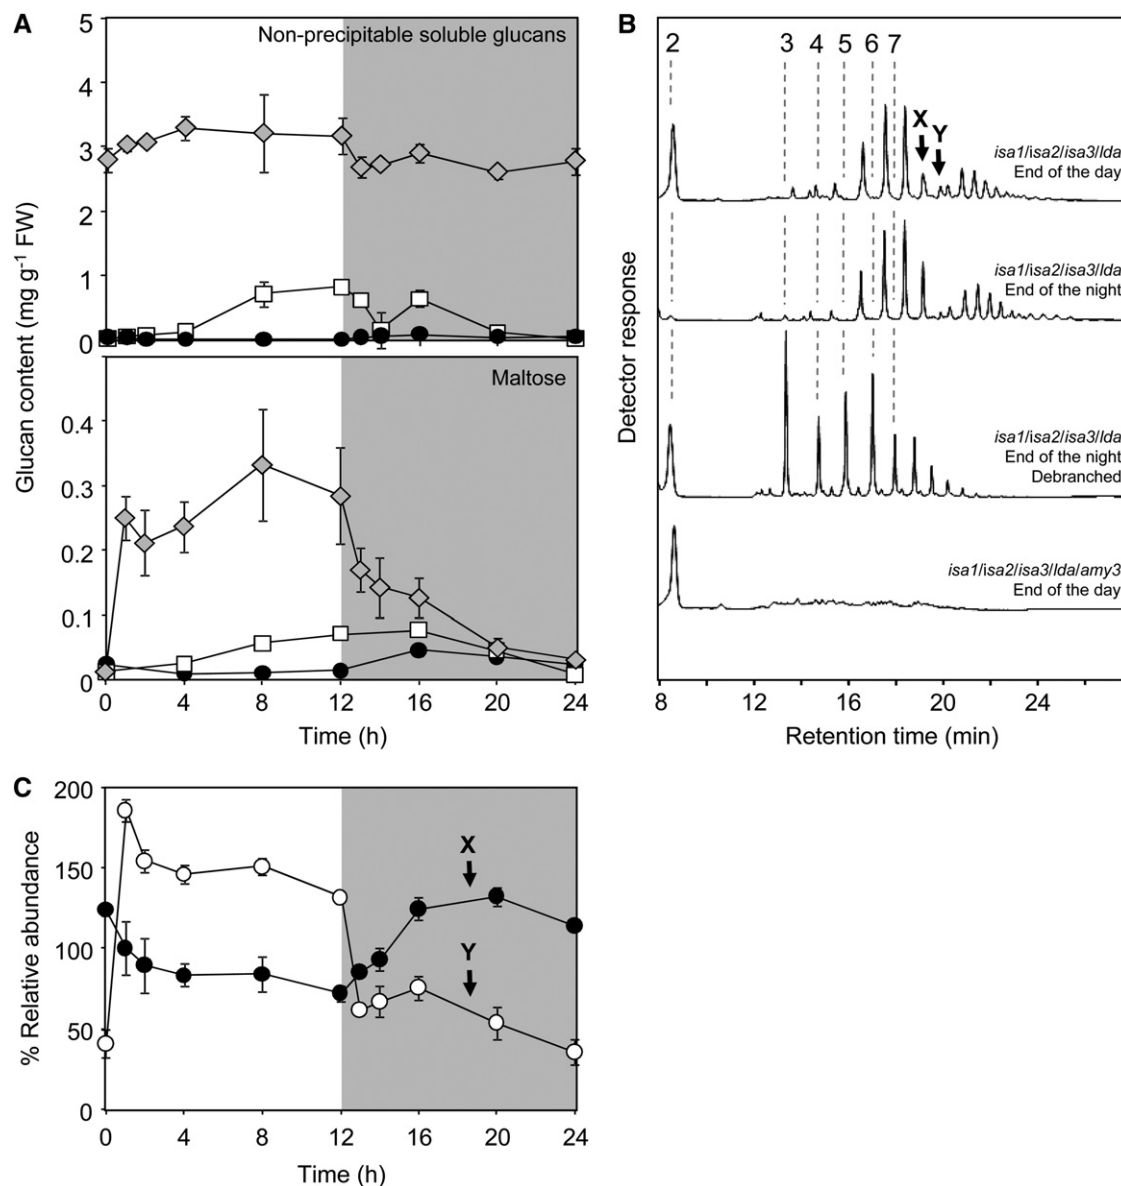 A
Non-precipitable soluble glucans
5
4
3
2
1
0
Maltose
0.4
0.3
0.2
0.1
0
Glucan content (mg g⁻¹ FW)
0 4 8 12 16 20 24
Time (h)
B
2 3 4 5 6 7
X
Y
isa1/isa2/isa3/lda
End of the day
isa1/isa2/isa3/lda
End of the night
isa1/isa2/isa3/lda
End of the night
Debranched
isa1/isa2/isa3/lda/amy3
End of the day
Detector response
8 12 16 20 24
Retention time (min)
C
200
150
100
50
0
% Relative abundance
X
Y
0 4 8 12 16 20 24
Time (h)